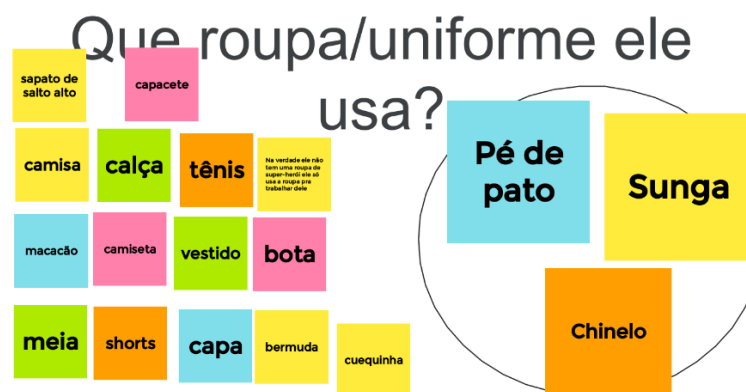 Que roupa/uniforme ele
usa?
sapato de
salto alto
capacete
camisa
calça
tênis
Na verdade ele não
tem uma roupa de
super-herói ele só
usa a roupa pra
trabalhar dele
macacão
camiseta
vestido
bota
meia
shorts
capa
bermuda
cuequinha
Pé de
pato
Sunga
Chinelo